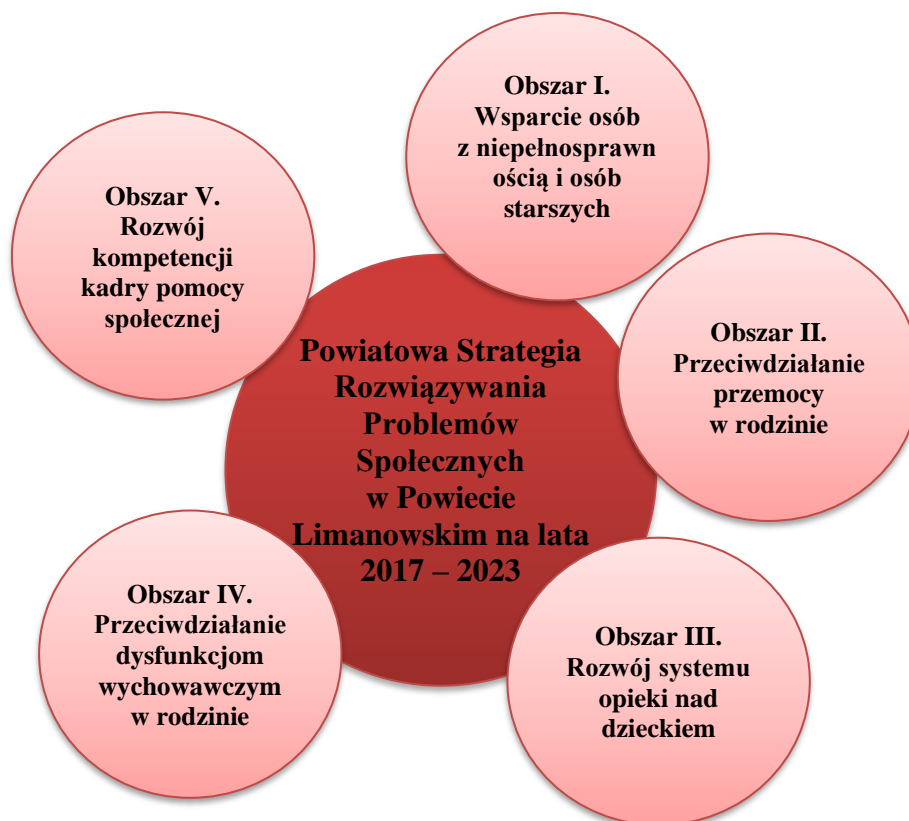 Obszar I.
Wsparcie osób
z niepełnosprawn
ością i osób
starszych
Obszar II.
Przeciwdziałanie
przemocy
w rodzinie
Obszar III.
Rozwój systemu
opieki nad
dzieckiem
Obszar IV.
Przeciwdziałanie
dysfunkcjom
wychowawczym
w rodzinie
Obszar V.
Rozwój
kompetencji
kadry pomocy
społecznej
Powiatowa Strategia
Rozwiązywania
Problemów
Społecznych
w Powiecie
Limanowskim na lata
2017 – 2023